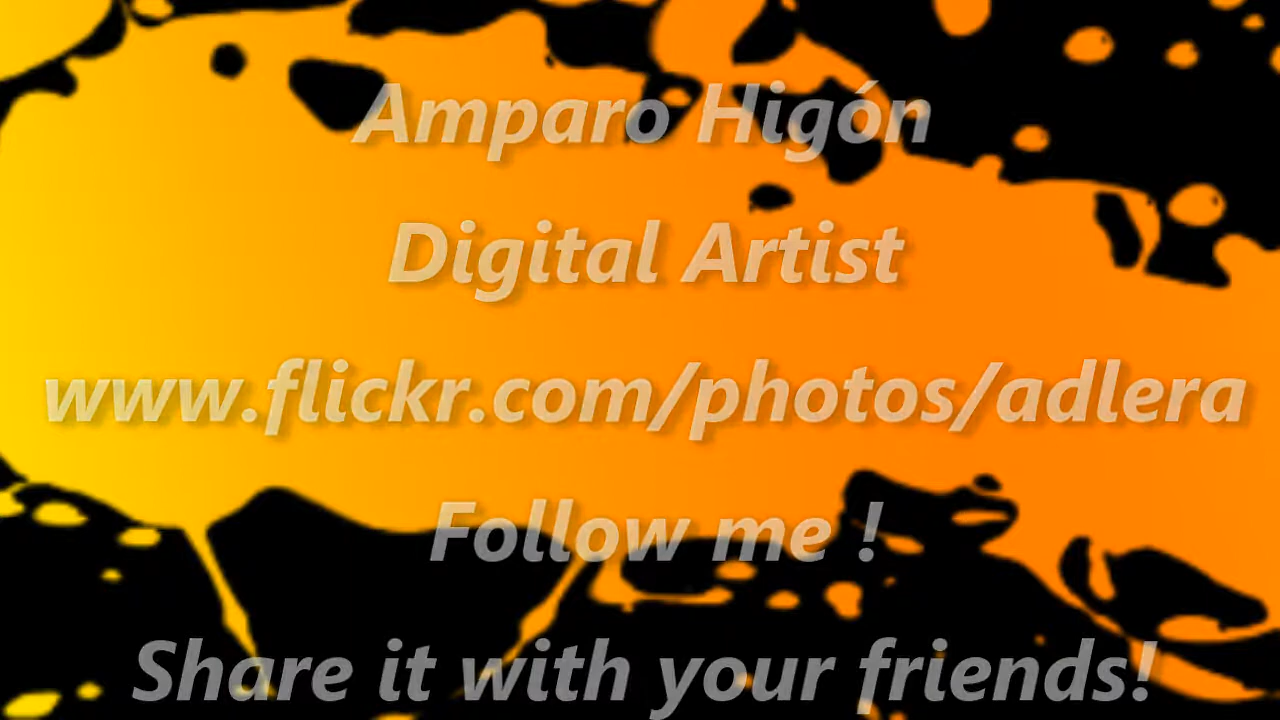 Amparo Higón
Digital Artist
www.flickr.com/photos/adlera
Follow me !
Share it with your friends!